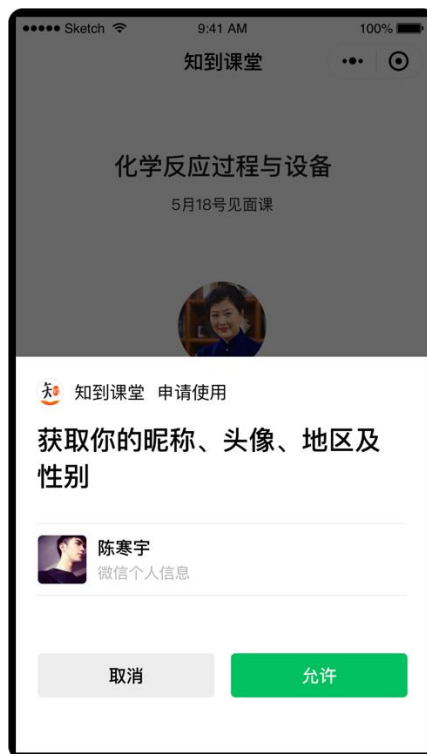 Sketch 9:41 AM 100%
知到课堂
化学反应过程与设备
5月18号见面课
知到课堂 申请使用
获取你的昵称、头像、地区及
性别
陈寒宇
微信个人信息
取消 允许